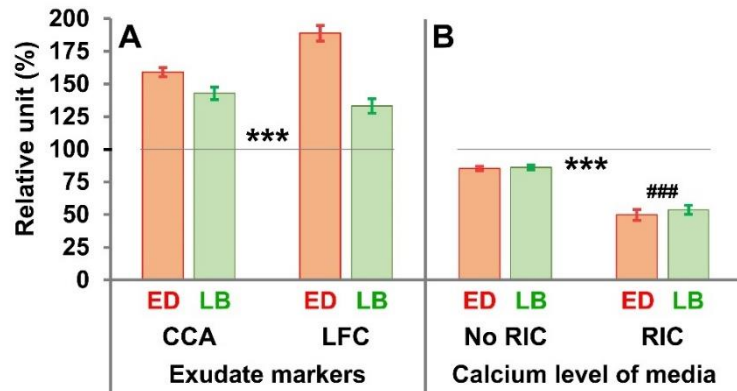 Relative unit (%)
200
175
150
125
100
75
50
25
0
A
***
B
***
###
ED LB ED LB ED LB ED LB
CCA LFC No RIC RIC
Exudate markers Calcium level of media